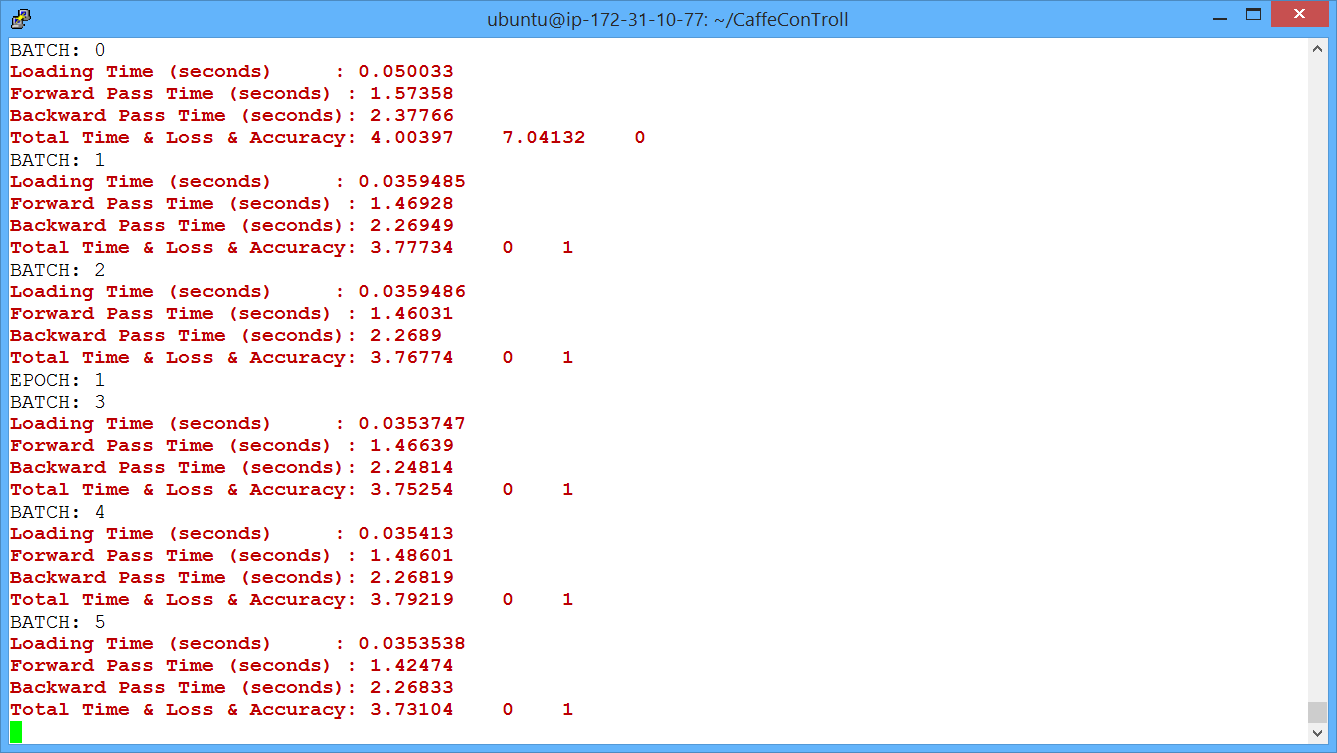 ubuntu@ip-172-31-10-77: ~/CaffeConTroll
BATCH: 0
Loading Time (seconds)     : 0.050033
Forward Pass Time (seconds) : 1.57358
Backward Pass Time (seconds): 2.37766
Total Time & Loss & Accuracy: 4.00397    7.04132    0
BATCH: 1
Loading Time (seconds)     : 0.0359485
Forward Pass Time (seconds) : 1.46928
Backward Pass Time (seconds): 2.26949
Total Time & Loss & Accuracy: 3.77734    0    1
BATCH: 2
Loading Time (seconds)     : 0.0359486
Forward Pass Time (seconds) : 1.46031
Backward Pass Time (seconds): 2.2689
Total Time & Loss & Accuracy: 3.76774    0    1
EPOCH: 1
BATCH: 3
Loading Time (seconds)     : 0.0353747
Forward Pass Time (seconds) : 1.46639
Backward Pass Time (seconds): 2.24814
Total Time & Loss & Accuracy: 3.75254    0    1
BATCH: 4
Loading Time (seconds)     : 0.035413
Forward Pass Time (seconds) : 1.48601
Backward Pass Time (seconds): 2.26819
Total Time & Loss & Accuracy: 3.79219    0    1
BATCH: 5
Loading Time (seconds)     : 0.0353538
Forward Pass Time (seconds) : 1.42474
Backward Pass Time (seconds): 2.26833
Total Time & Loss & Accuracy: 3.73104    0    1